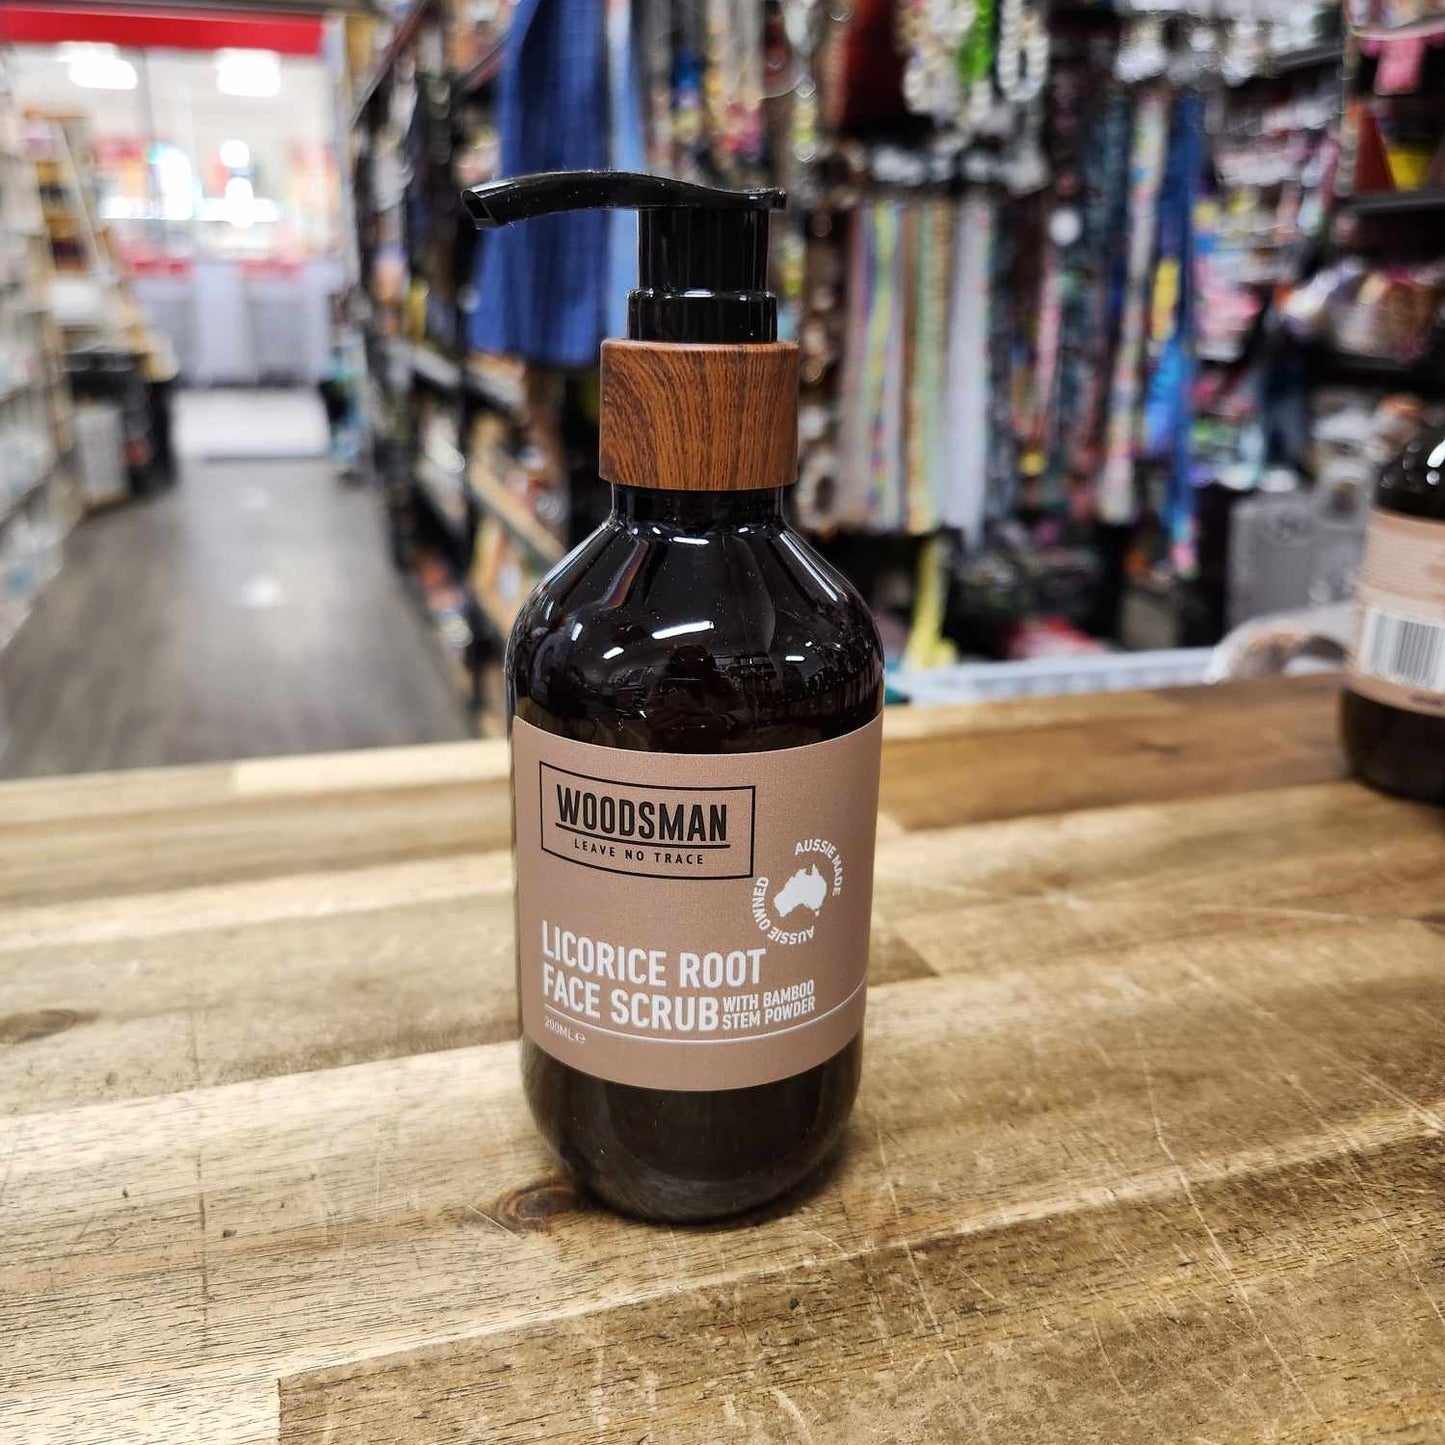 WOODSMAN
LEAVE NO TRACE
AUSSIE MADE
AUSSIE OWNED
LICORICE ROOT
FACE SCRUB WITH BAMBOO
STEM POWDER
200ML℮